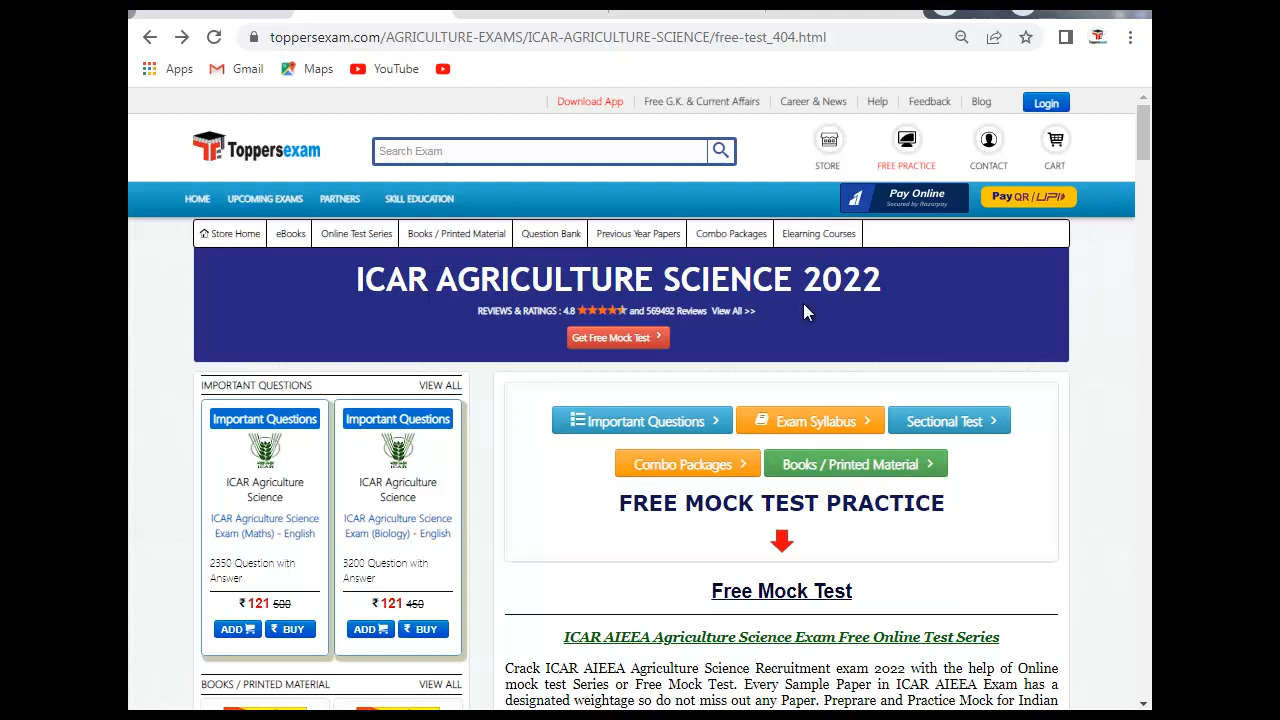 toppersexam.com/AGRICULTURE-EXAMS/ICAR-AGRICULTURE-SCIENCE/free-test_404.html
Apps Gmail Maps YouTube
Download App Free G.K. & Current Affairs Career & News Help Feedback Blog Login
Toppersexam
Search Exam
STORE FREE PRACTICE CONTACT CART
HOME UPCOMING EXAMS PARTNERS SKILL EDUCATION
Pay Online
Secured by Razorpay
Pay QR / UPI
Store Home eBooks Online Test Series Books / Printed Material Question Bank Previous Year Papers Combo Packages Elearning Courses
ICAR AGRICULTURE SCIENCE 2022
REVIEWS & RATINGS : 4.8 and 569492 Reviews View All >>
Get Free Mock Test
IMPORTANT QUESTIONS VIEW ALL
Important Questions
ICAR
ICAR Agriculture
Science
ICAR Agriculture Science
Exam (Maths) - English
2350 Question with
Answer
₹ 121 500
ADD ₹ BUY
Important Questions
ICAR
ICAR Agriculture
Science
ICAR Agriculture Science
Exam (Biology) - English
3200 Question with
Answer
₹ 121 450
ADD ₹ BUY
BOOKS / PRINTED MATERIAL VIEW ALL
Important Questions Exam Syllabus Sectional Test
Combo Packages Books / Printed Material
FREE MOCK TEST PRACTICE
Free Mock Test
ICAR AIEEA Agriculture Science Exam Free Online Test Series
Crack ICAR AIEEA Agriculture Science Recruitment exam 2022 with the help of Online
mock test Series or Free Mock Test. Every Sample Paper in ICAR AIEEA Exam has a
designated weightage so do not miss out any Paper. Preprare and Practice Mock for Indian